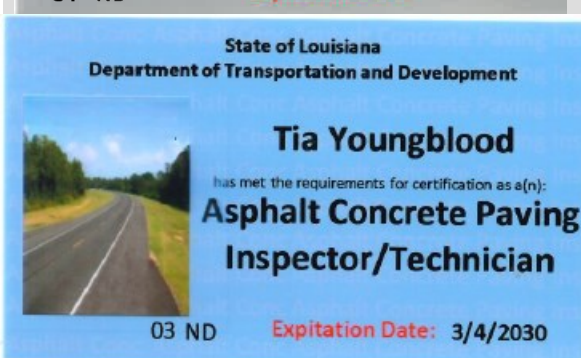 State of Louisiana
Department of Transportation and Development
Tia Youngblood
has met the requirements for certification as a(n):
Asphalt Concrete Paving
Inspector/Technician
03 ND
Expitation Date: 3/4/2030